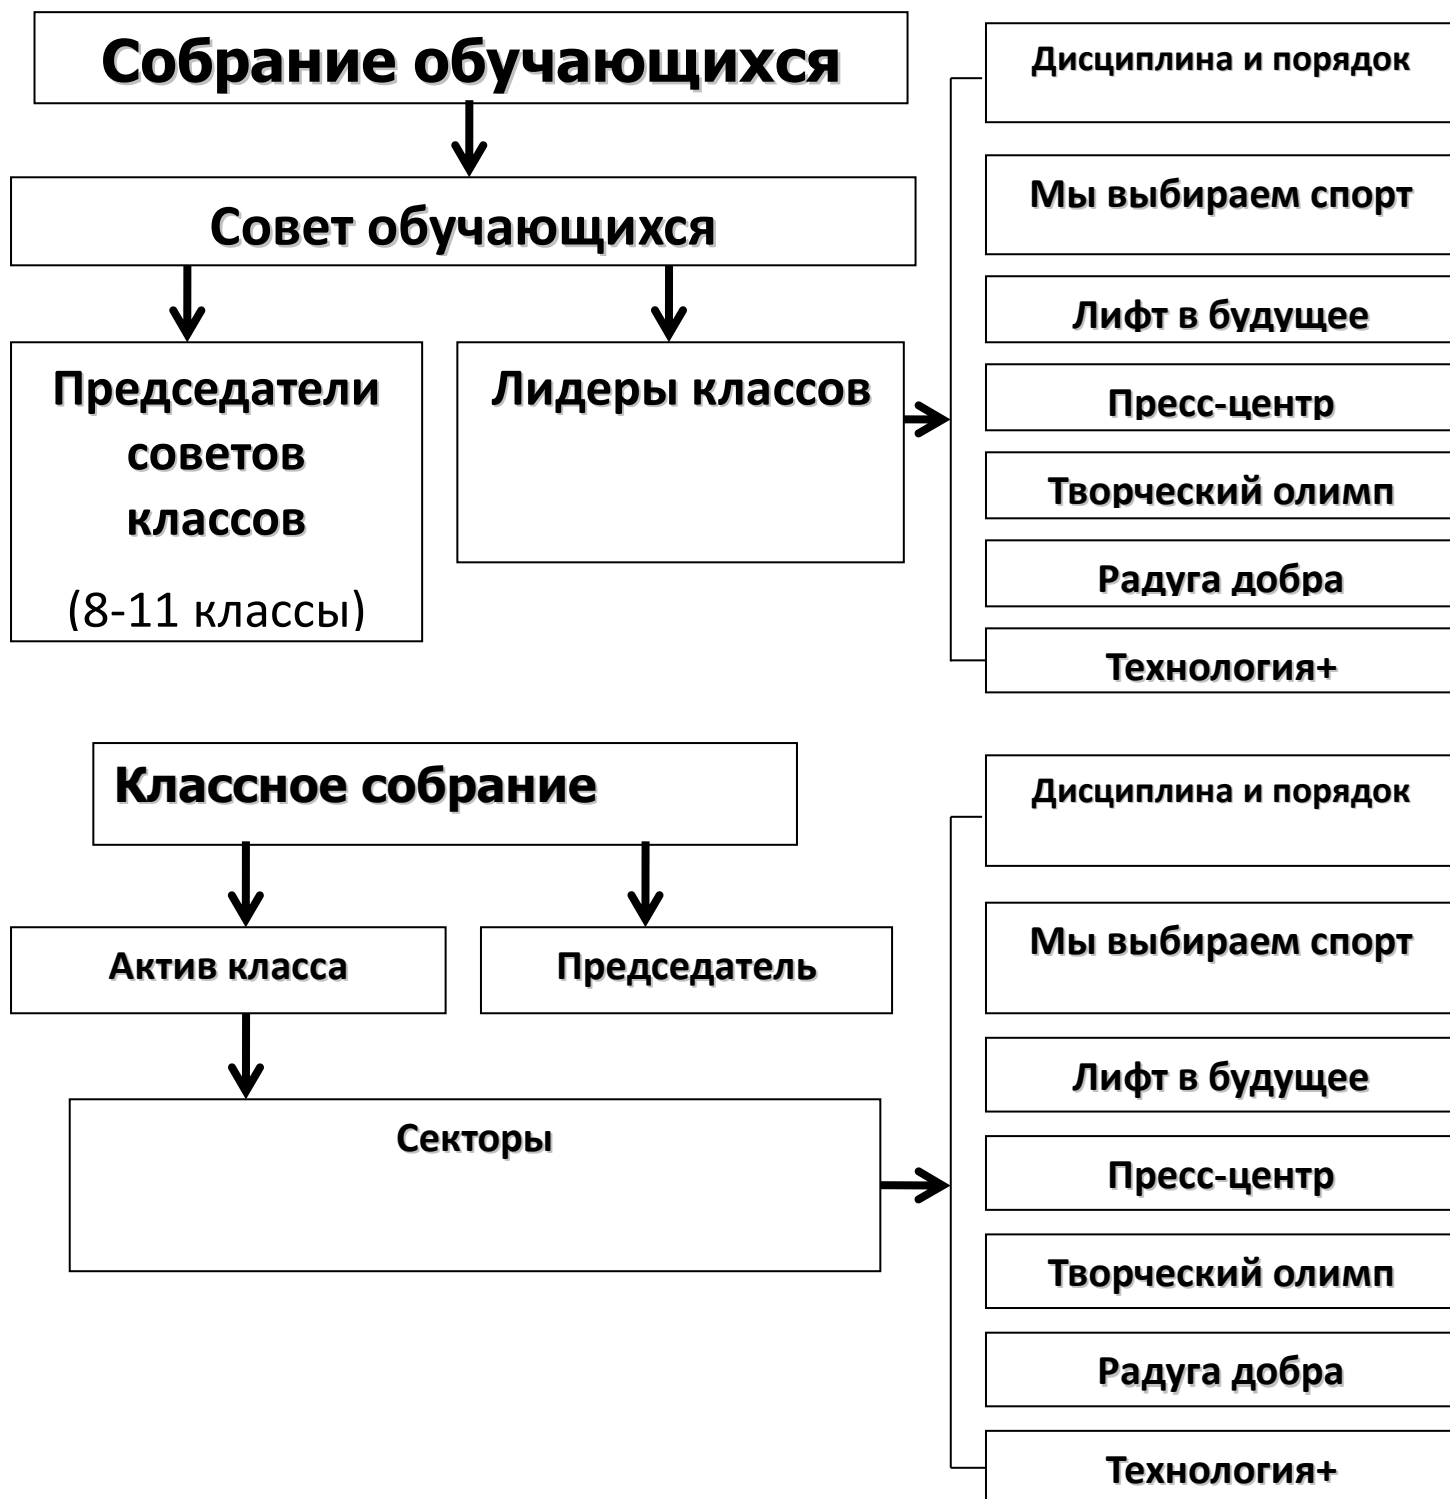 Собрание обучающихся
Совет обучающихся
Председатели
советов
классов
(8-11 классы)
Лидеры классов
Дисциплина и порядок
Мы выбираем спорт
Лифт в будущее
Пресс-центр
Творческий олимп
Радуга добра
Технология+
Классное собрание
Актив класса
Председатель
Секторы
Дисциплина и порядок
Мы выбираем спорт
Лифт в будущее
Пресс-центр
Творческий олимп
Радуга добра
Технология+